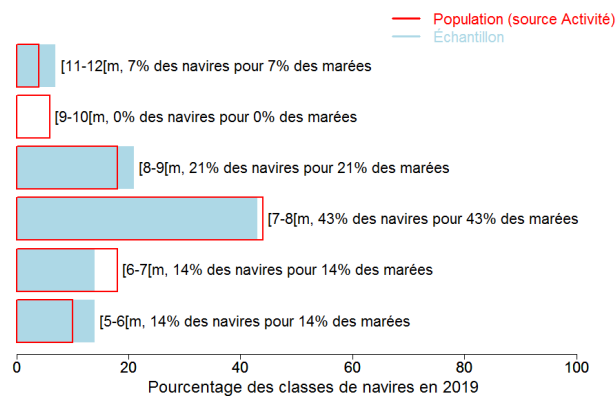 Population (source Activité)
Échantillon
[11-12[m, 7% des navires pour 7% des marées
[9-10[m, 0% des navires pour 0% des marées
[8-9[m, 21% des navires pour 21% des marées
[7-8[m, 43% des navires pour 43% des marées
[6-7[m, 14% des navires pour 14% des marées
[5-6[m, 14% des navires pour 14% des marées
0 20 40 60 80 100
Pourcentage des classes de navires en 2019